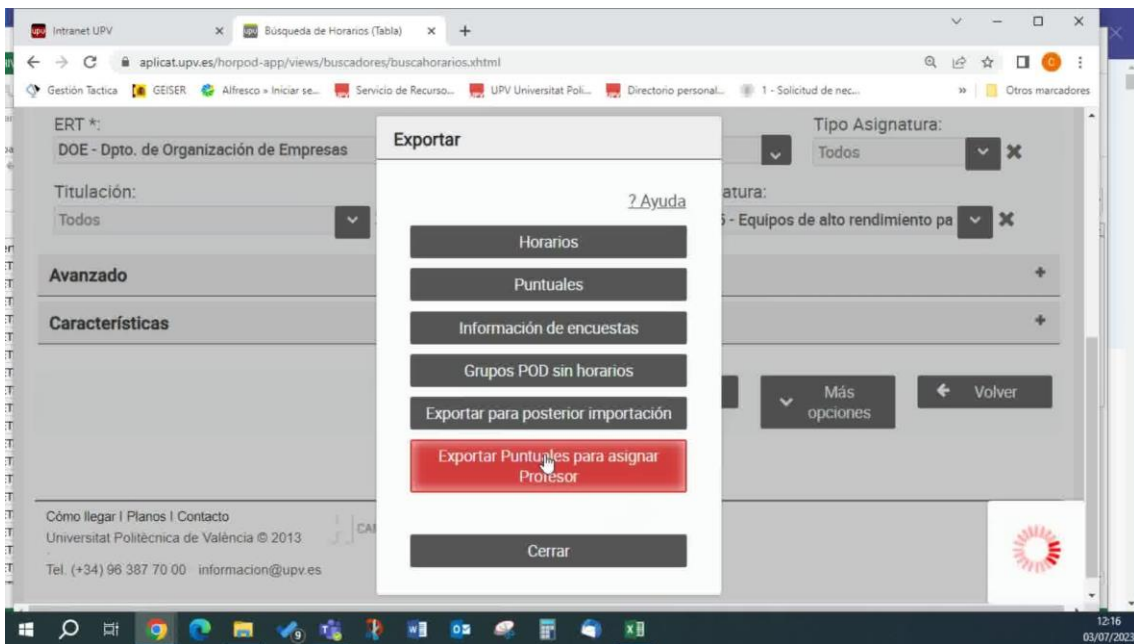 Intranet UPV
Búsqueda de Horarios (Tabla)
aplicat.upv.es/horpod-app/views/buscadores/buscahorarios.xhtml
Gestión Tactica
GEISER
Alfresco » Iniciar se...
Servicio de Recurso...
UPV Universitat Poli...
Directorio personal...
1 - Solicitud de nec...
»
Otros marcadores
ERT *:
Tipo Asignatura:
DOE - Dpto. de Organización de Empresas
Todos
Titulación:
atura:
Todos
- Equipos de alto rendimiento pa
Avanzado
Características
Exportar
? Ayuda
Horarios
Puntuales
Información de encuestas
Grupos POD sin horarios
Exportar para posterior importación
Exportar Puntuales para asignar
Profesor
Cerrar
Más
opciones
Volver
Cómo llegar I Planos I Contacto
Universitat Politècnica de València © 2013
Tel. (+34) 96 387 70 00 informacion@upv.es
12:16